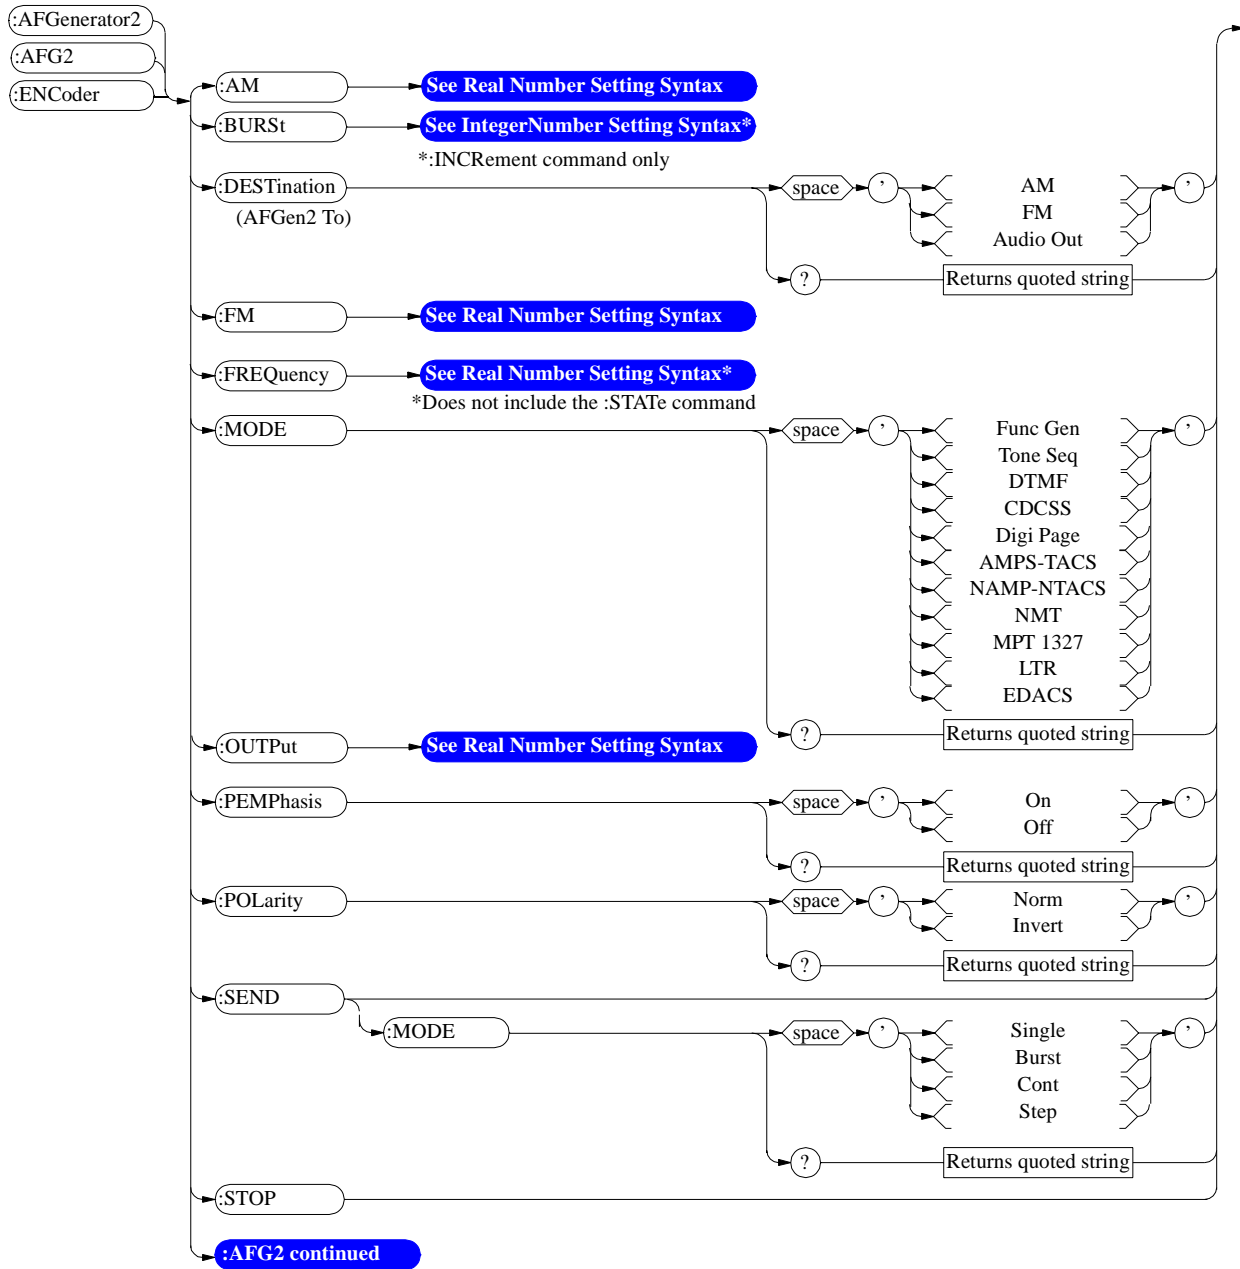 :AFGenerator2
:AFG2
:ENCoder
:AM See Real Number Setting Syntax
:BURSt See IntegerNumber Setting Syntax*
*:INCRement command only
:DESTination space ' AM '
(AFGen2 To) FM
Audio Out
? Returns quoted string
:FM See Real Number Setting Syntax
:FREQuency See Real Number Setting Syntax*
*Does not include the :STATe command
:MODE space ' Func Gen '
Tone Seq
DTMF
CDCSS
Digi Page
AMPS-TACS
NAMP-NTACS
NMT
MPT 1327
LTR
EDACS
? Returns quoted string
:OUTPut See Real Number Setting Syntax
:PEMPhasis space ' On '
Off
? Returns quoted string
:POLarity space ' Norm '
Invert
? Returns quoted string
:SEND
:MODE space ' Single '
Burst
Cont
Step
? Returns quoted string
:STOP
:AFG2 continued